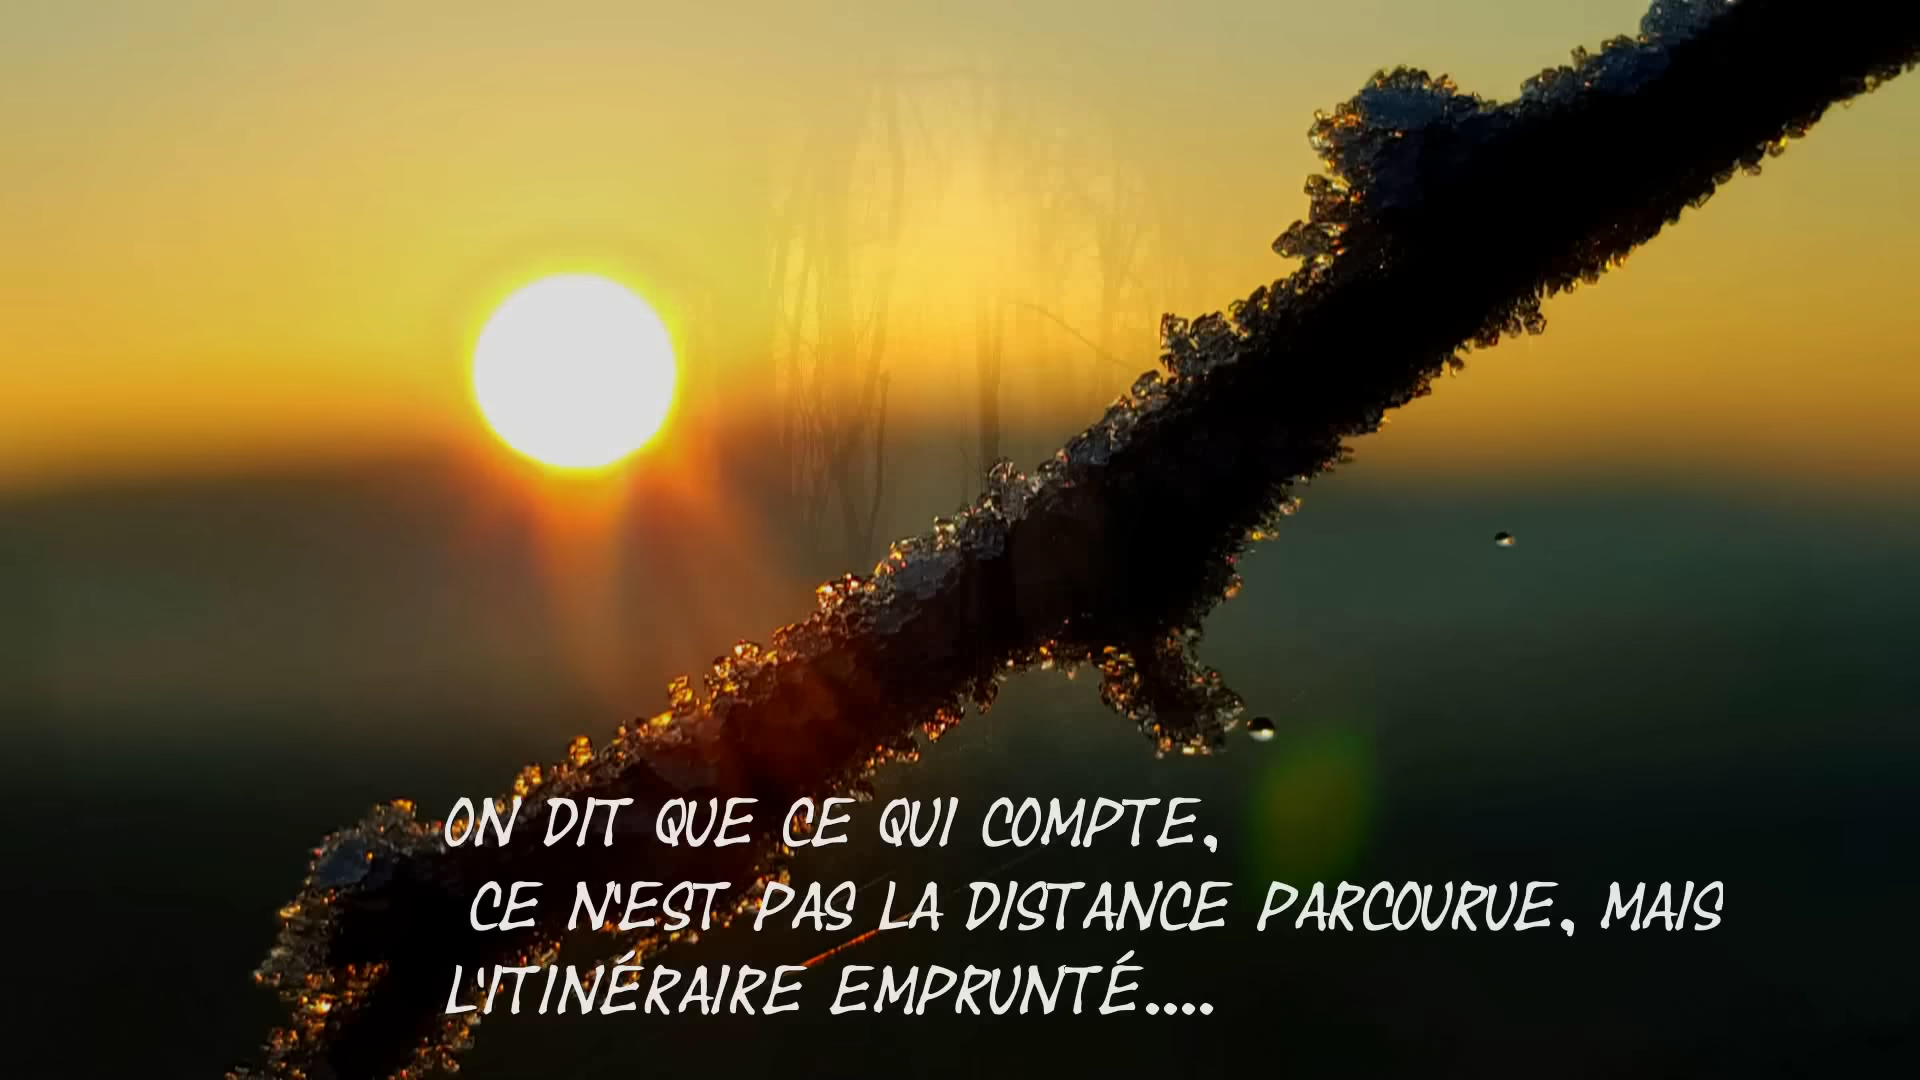 ON DIT QUE CE QUI COMPTE,
CE N'EST PAS LA DISTANCE PARCOURUE, MAIS
L'ITINÉRAIRE EMPRUNTÉ....